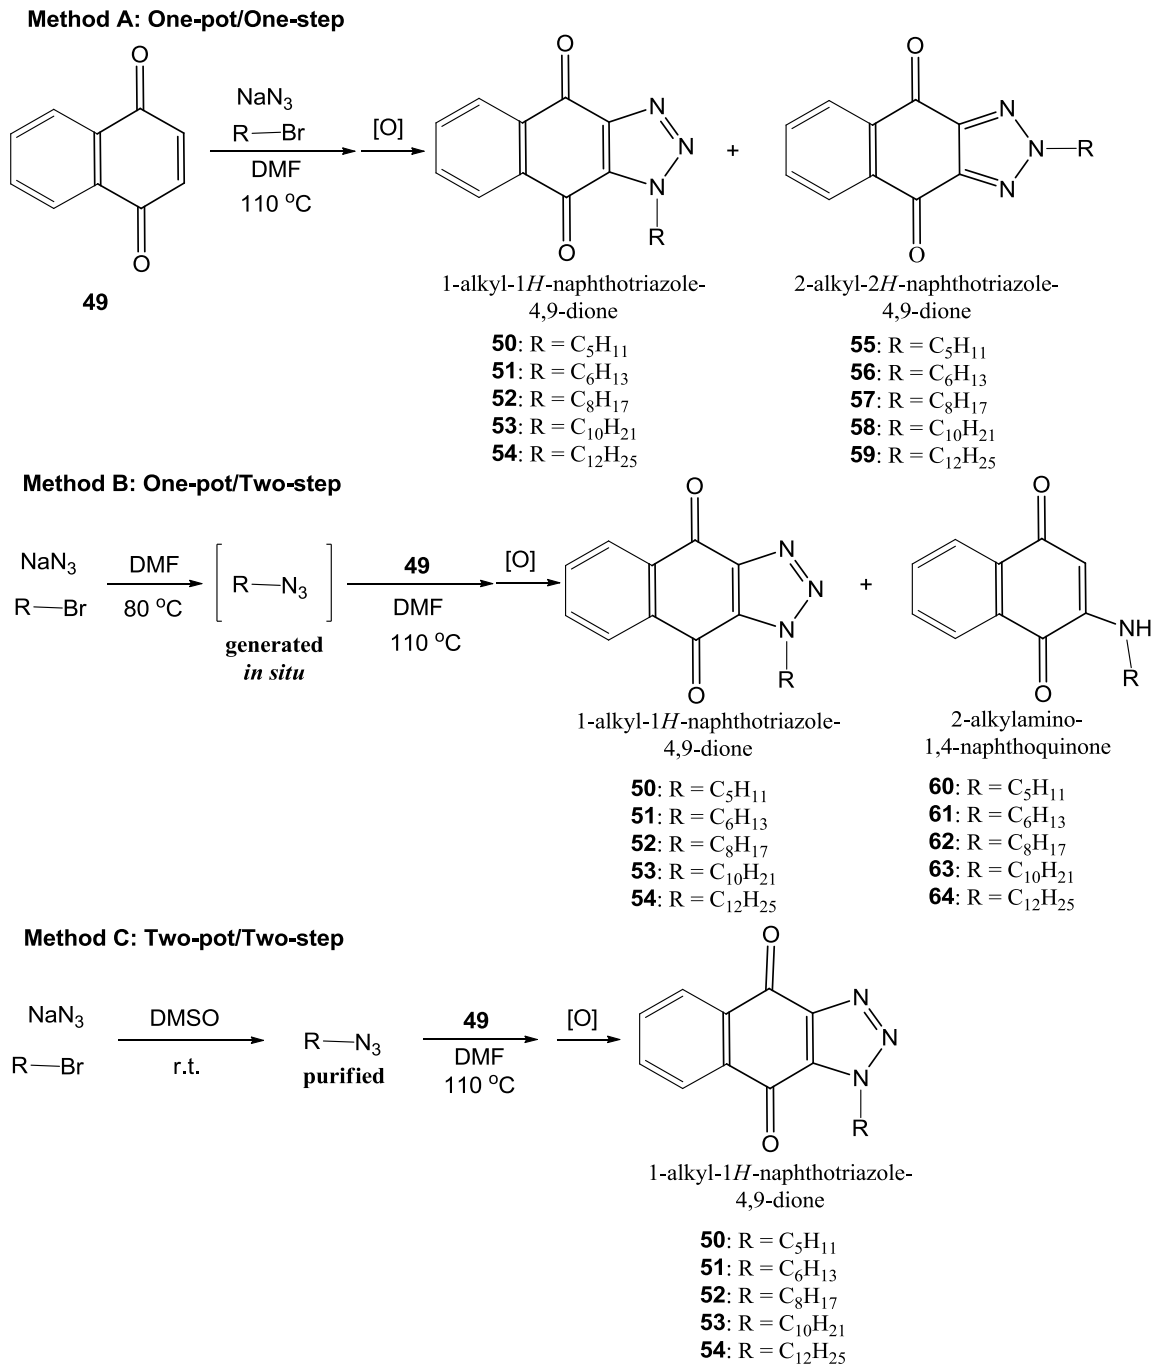 Method A: One-pot/One-step
O
O
49
NaN₃
R—Br
DMF
110 °C
[O]
O
N
N
N
R
O
1-alkyl-1H-naphthotriazole-
4,9-dione
50: R = C₅H₁₁
51: R = C₆H₁₃
52: R = C₈H₁₇
53: R = C₁₀H₂₁
54: R = C₁₂H₂₅
+
O
N
N—R
N
O
2-alkyl-2H-naphthotriazole-
4,9-dione
55: R = C₅H₁₁
56: R = C₆H₁₃
57: R = C₈H₁₇
58: R = C₁₀H₂₁
59: R = C₁₂H₂₅
Method B: One-pot/Two-step
NaN₃
R—Br
DMF
80 °C
R—N₃
generated
in situ
49
DMF
110 °C
[O]
O
N
N
N
R
O
1-alkyl-1H-naphthotriazole-
4,9-dione
50: R = C₅H₁₁
51: R = C₆H₁₃
52: R = C₈H₁₇
53: R = C₁₀H₂₁
54: R = C₁₂H₂₅
+
O
NH
R
O
2-alkylamino-
1,4-naphthoquinone
60: R = C₅H₁₁
61: R = C₆H₁₃
62: R = C₈H₁₇
63: R = C₁₀H₂₁
64: R = C₁₂H₂₅
Method C: Two-pot/Two-step
NaN₃
R—Br
DMSO
r.t.
R—N₃
purified
49
DMF
110 °C
[O]
O
N
N
N
R
O
1-alkyl-1H-naphthotriazole-
4,9-dione
50: R = C₅H₁₁
51: R = C₆H₁₃
52: R = C₈H₁₇
53: R = C₁₀H₂₁
54: R = C₁₂H₂₅